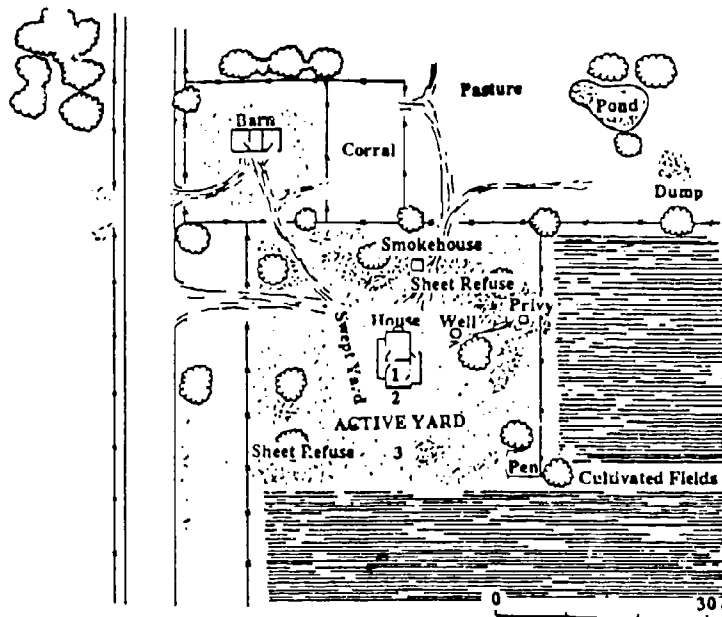 Pasture
Pond
Barn
Corral
Dump
Smokehouse
Sheet Refuse
Privy
House
Well
Swept Yard
1
2
ACTIVE YARD
Sheet Refuse
3
Pen
Cultivated Fields
0
30